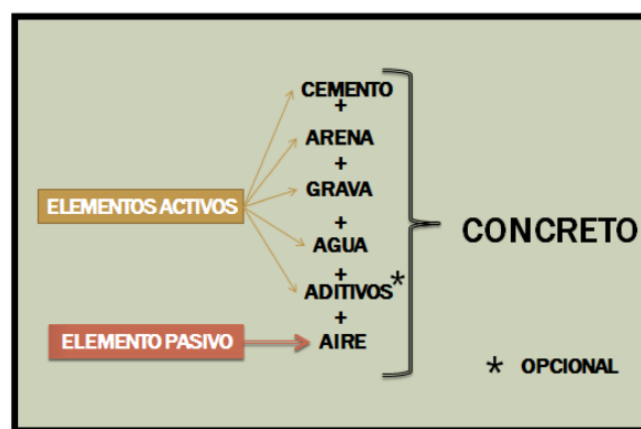 CEMENTO
+
ARENA
+
ELEMENTOS ACTIVOS
GRAVA
+
AGUA
+
ADITIVOS*
+
ELEMENTO PASIVO
AIRE
CONCRETO
* OPCIONAL